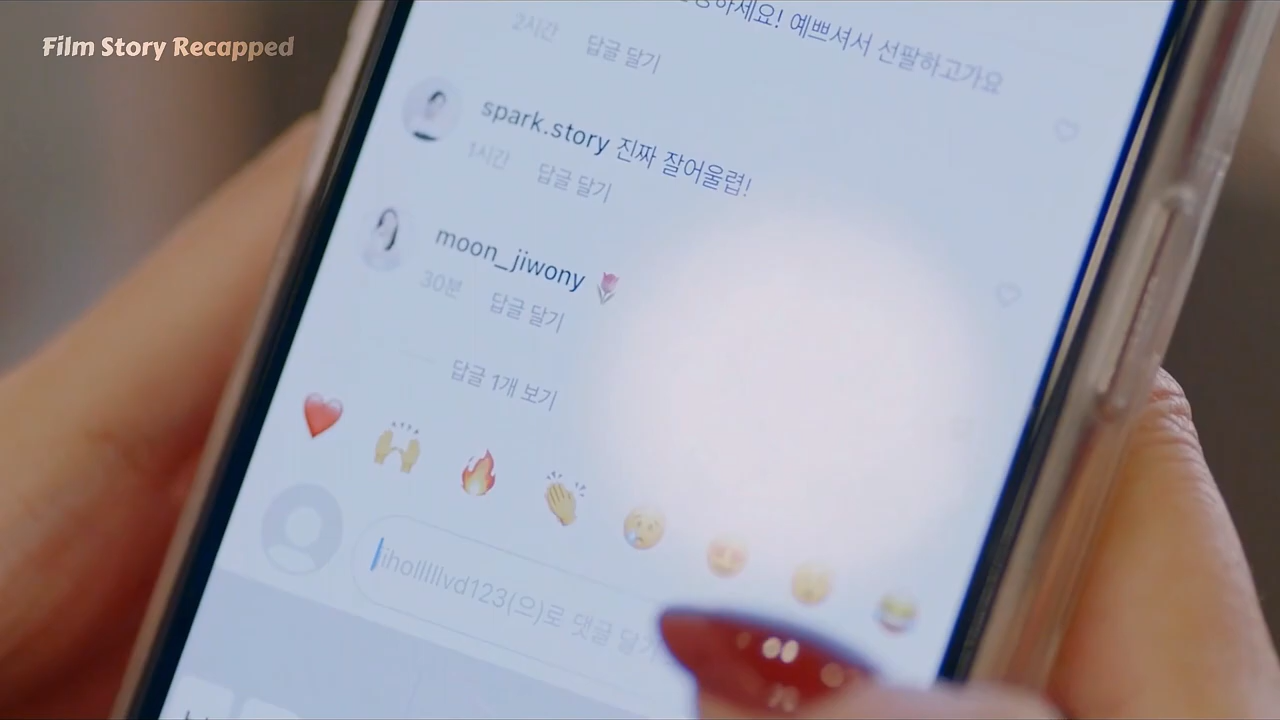 Film Story Recapped
하세요! 예쁘셔서 선팔하고가요
2시간 답글 달기
spark.story 진짜 잘어울렵!
1시간 답글 달기
moon_jiwony 🌷
30분 답글 달기
답글 1개 보기
❤️ 🙌 🔥 👏 😢 😍 😮 😂
(으)로 댓글 달기